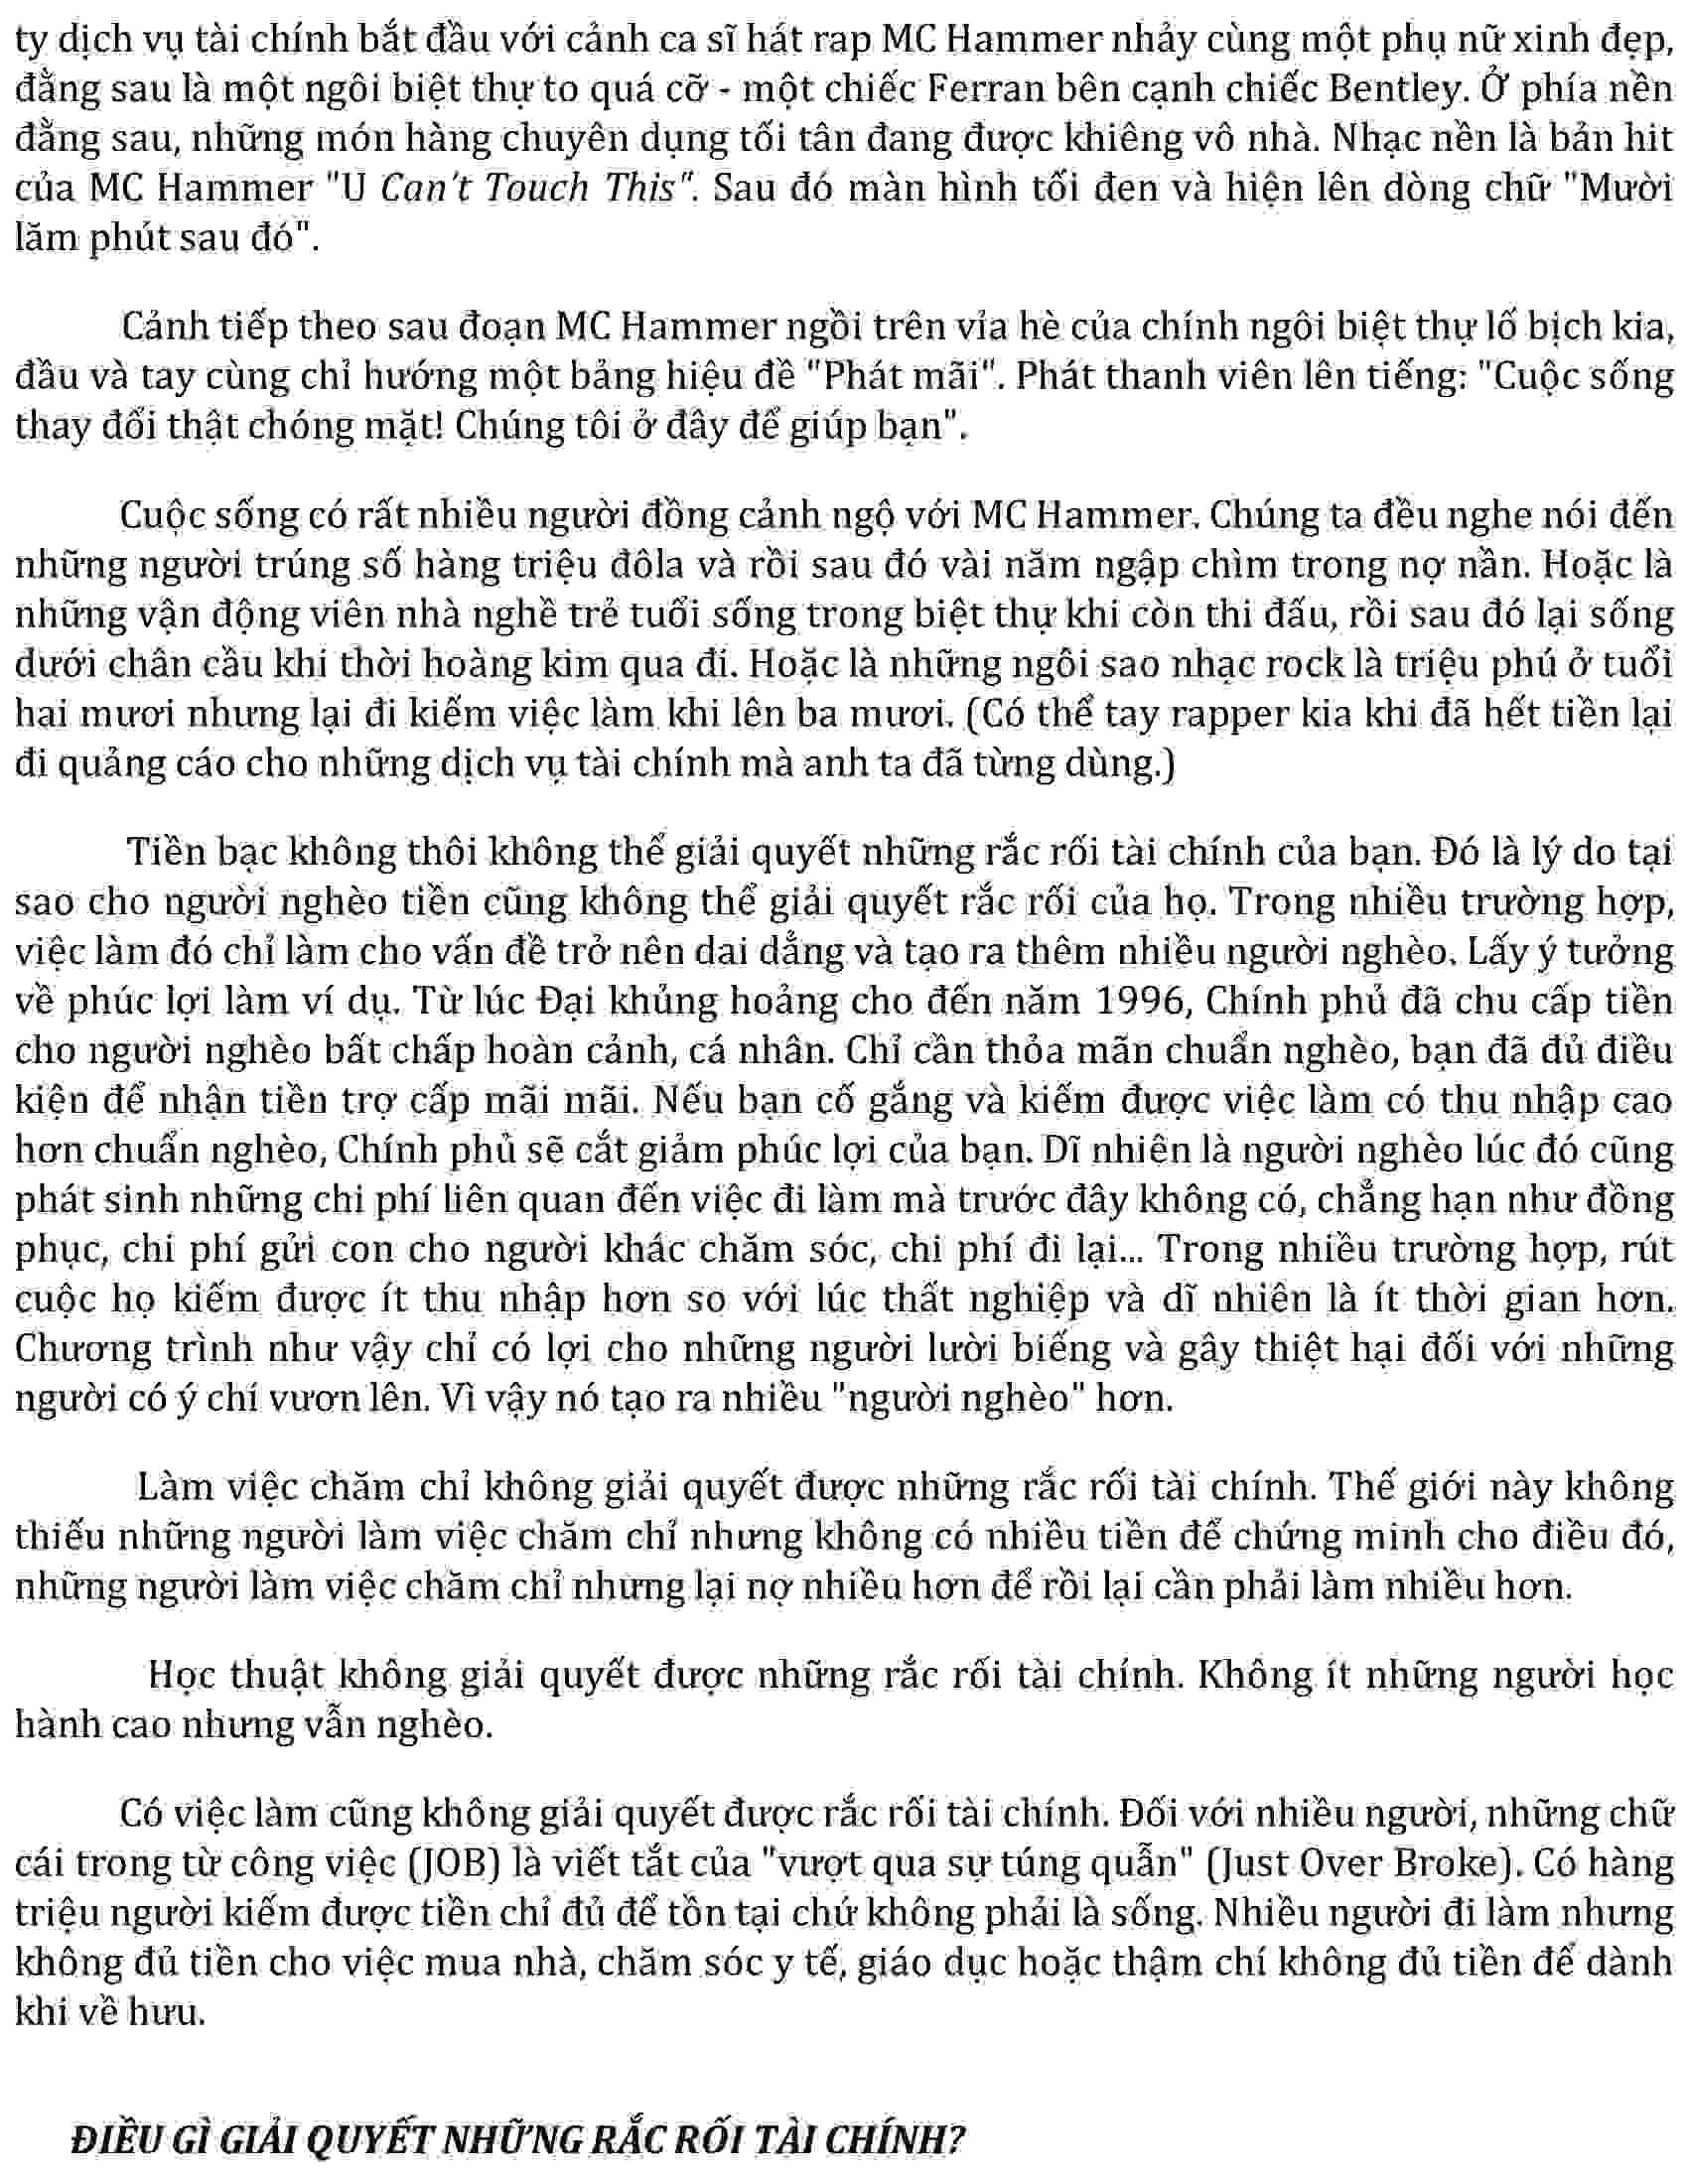 ty dịch vụ tài chính bắt đầu với cảnh ca sĩ hát rap MC Hammer nhảy cùng một phụ nữ xinh đẹp,
đằng sau là một ngôi biệt thự to quá cỡ - một chiếc Ferran bên cạnh chiếc Bentley. Ở phía nền
đằng sau, những món hàng chuyên dụng tối tân đang được khiêng vô nhà. Nhạc nền là bản hit
của MC Hammer "U Can't Touch This". Sau đó màn hình tối đen và hiện lên dòng chữ "Mười
lăm phút sau đó".
Cảnh tiếp theo sau đoạn MC Hammer ngồi trên vỉa hè của chính ngôi biệt thự lố bịch kia,
đầu và tay cùng chỉ hướng một bảng hiệu đề "Phát mãi". Phát thanh viên lên tiếng: "Cuộc sống
thay đổi thật chóng mặt! Chúng tôi ở đây để giúp bạn".
Cuộc sống có rất nhiều người đồng cảnh ngộ với MC Hammer. Chúng ta đều nghe nói đến
những người trúng số hàng triệu đôla và rồi sau đó vài năm ngập chìm trong nợ nần. Hoặc là
những vận động viên nhà nghề trẻ tuổi sống trong biệt thự khi còn thi đấu, rồi sau đó lại sống
dưới chân cầu khi thời hoàng kim qua đi. Hoặc là những ngôi sao nhạc rock là triệu phú ở tuổi
hai mươi nhưng lại đi kiếm việc làm khi lên ba mươi. (Có thể tay rapper kia khi đã hết tiền lại
đi quảng cáo cho những dịch vụ tài chính mà anh ta đã từng dùng.)
Tiền bạc không thôi không thể giải quyết những rắc rối tài chính của bạn. Đó là lý do tại
sao cho người nghèo tiền cũng không thể giải quyết rắc rối của họ. Trong nhiều trường hợp,
việc làm đó chỉ làm cho vấn đề trở nên dai dẳng và tạo ra thêm nhiều người nghèo. Lấy ý tưởng
về phúc lợi làm ví dụ. Từ lúc Đại khủng hoảng cho đến năm 1996, Chính phủ đã chu cấp tiền
cho người nghèo bất chấp hoàn cảnh, cá nhân. Chỉ cần thỏa mãn chuẩn nghèo, bạn đã đủ điều
kiện để nhận tiền trợ cấp mãi mãi. Nếu bạn cố gắng và kiếm được việc làm có thu nhập cao
hơn chuẩn nghèo, Chính phủ sẽ cắt giảm phúc lợi của bạn. Dĩ nhiên là người nghèo lúc đó cũng
phát sinh những chi phí liên quan đến việc đi làm mà trước đây không có, chẳng hạn như đồng
phục, chi phí gửi con cho người khác chăm sóc, chi phí đi lại... Trong nhiều trường hợp, rút
cuộc họ kiếm được ít thu nhập hơn so với lúc thất nghiệp và dĩ nhiên là ít thời gian hơn.
Chương trình như vậy chỉ có lợi cho những người lười biếng và gây thiệt hại đối với những
người có ý chí vươn lên. Vì vậy nó tạo ra nhiều "người nghèo" hơn.
Làm việc chăm chỉ không giải quyết được những rắc rối tài chính. Thế giới này không
thiếu những người làm việc chăm chỉ nhưng không có nhiều tiền để chứng minh cho điều đó,
những người làm việc chăm chỉ nhưng lại nợ nhiều hơn để rồi lại cần phải làm nhiều hơn.
Học thuật không giải quyết được những rắc rối tài chính. Không ít những người học
hành cao nhưng vẫn nghèo.
Có việc làm cũng không giải quyết được rắc rối tài chính. Đối với nhiều người, những chữ
cái trong từ công việc (JOB) là viết tắt của "vượt qua sự túng quẫn" (Just Over Broke). Có hàng
triệu người kiếm được tiền chỉ đủ để tồn tại chứ không phải là sống. Nhiều người đi làm nhưng
không đủ tiền cho việc mua nhà, chăm sóc y tế, giáo dục hoặc thậm chí không đủ tiền để dành
khi về hưu.
ĐIỀU GÌ GIẢI QUYẾT NHỮNG RẮC RỐI TÀI CHÍNH?